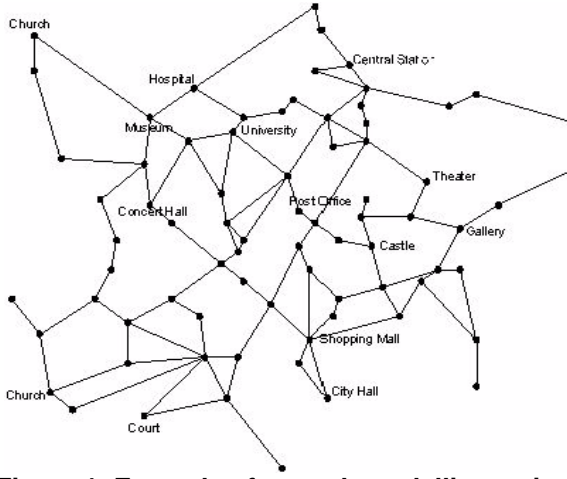 Church
Central Station
Hospital
Museum
University
Theater
Concert Hall
Post Office
Gallery
Castle
Shopping Mall
Church
City Hall
Court